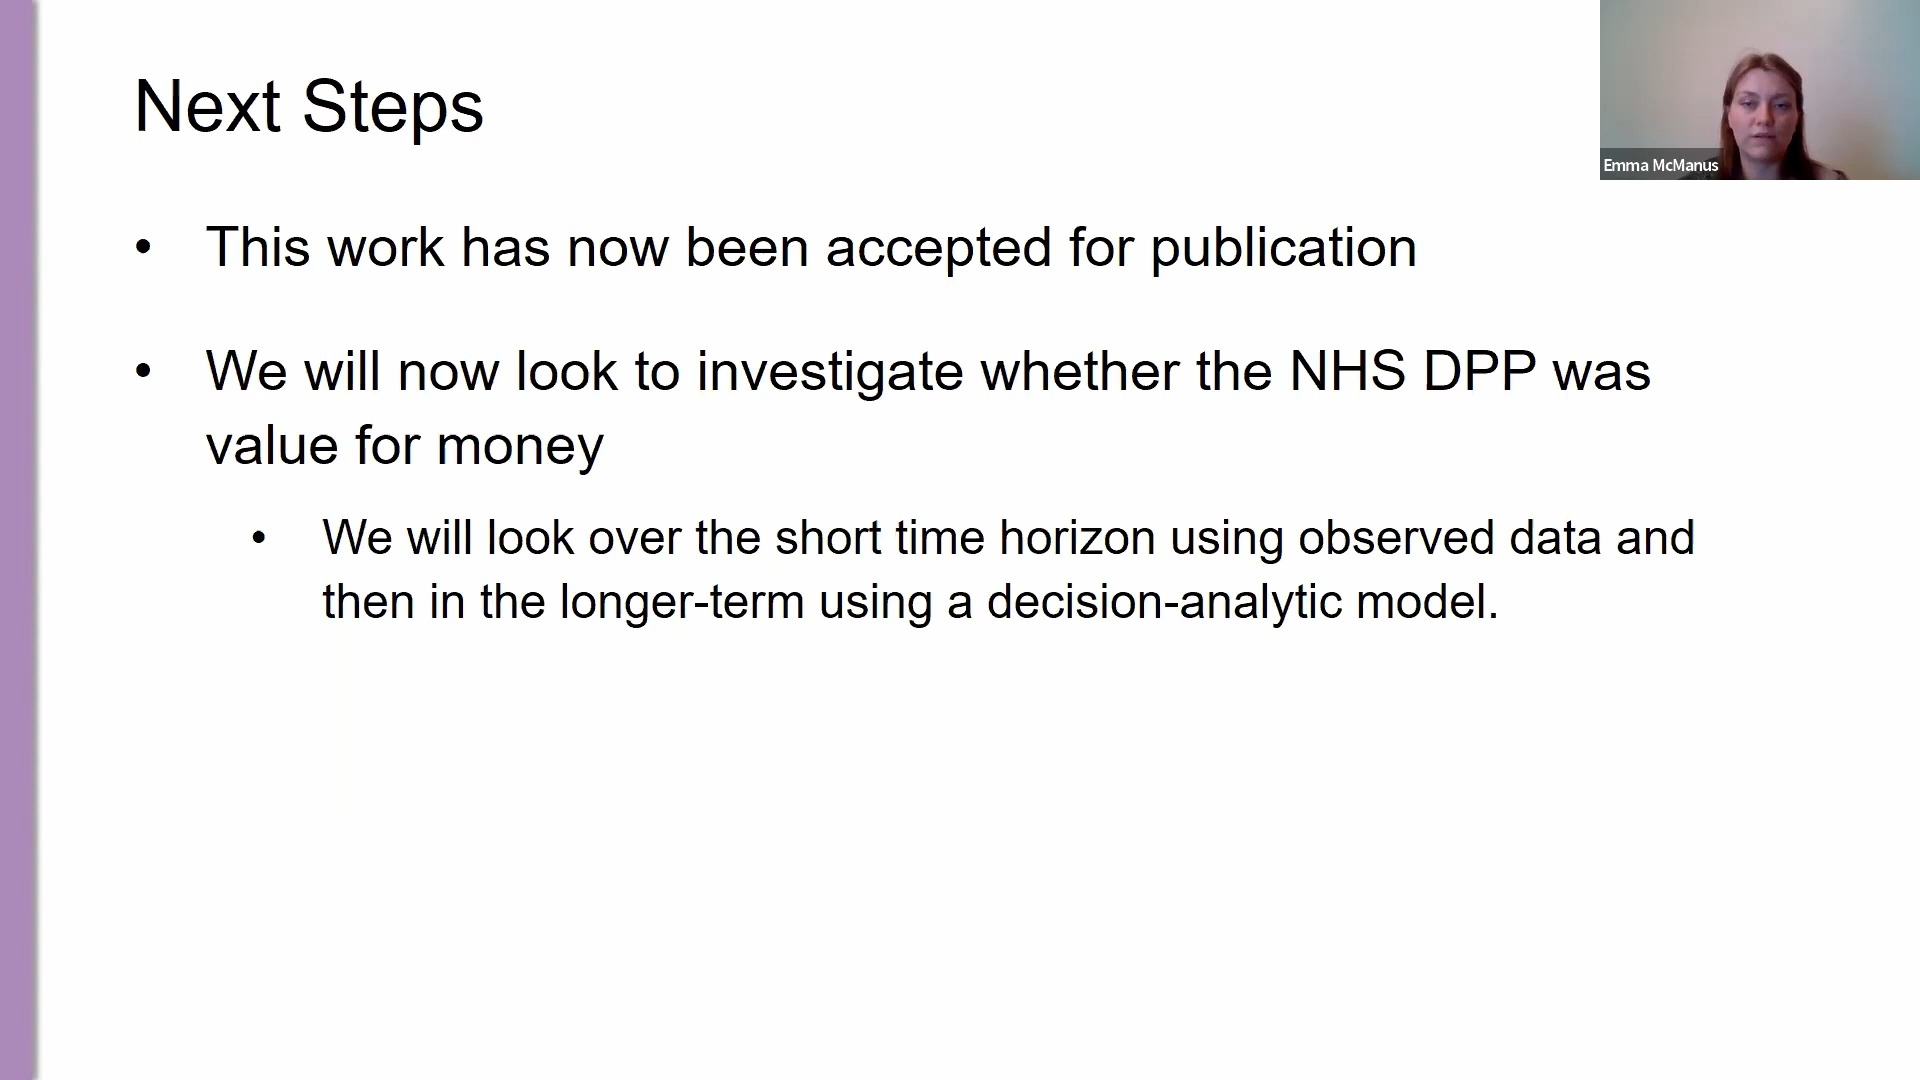 Next Steps
Emma McManus
• This work has now been accepted for publication
• We will now look to investigate whether the NHS DPP was
value for money
• We will look over the short time horizon using observed data and
then in the longer-term using a decision-analytic model.